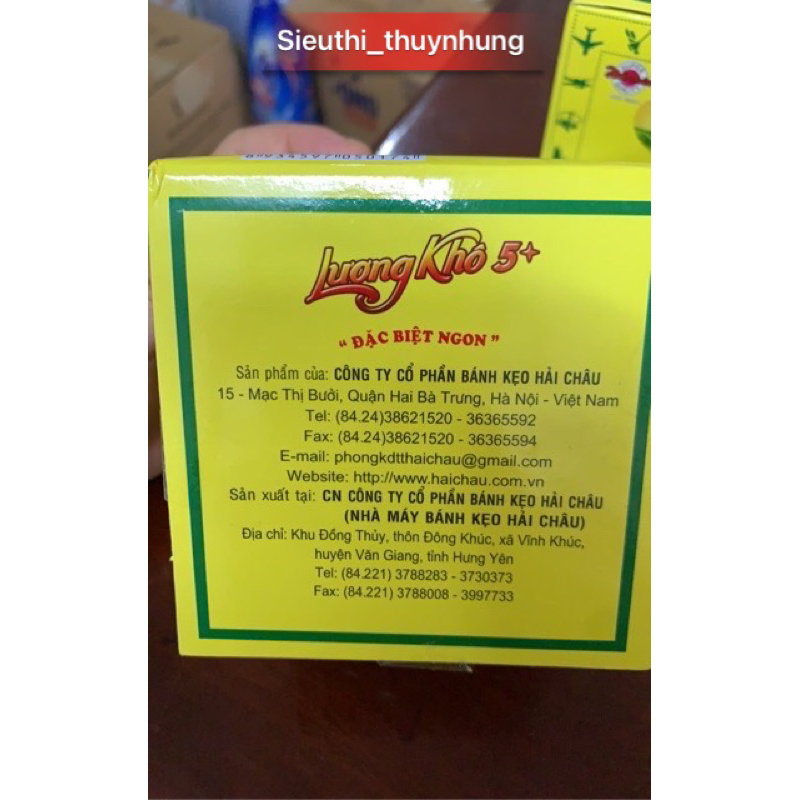 Sieuthi_thuynhung
Lương Khô 5+
“ ĐẶC BIỆT NGON ”
Sản phẩm của: CÔNG TY CỔ PHẦN BÁNH KẸO HẢI CHÂU
15 - Mạc Thị Bưởi, Quận Hai Bà Trưng, Hà Nội - Việt Nam
Tel: (84.24)38621520 - 36365592
Fax: (84.24)38621520 - 36365594
E-mail: phongkdtthaichau@gmail.com
Website: http://www.haichau.com.vn
Sản xuất tại: CN CÔNG TY CỔ PHẦN BÁNH KẸO HẢI CHÂU
(NHÀ MÁY BÁNH KẸO HẢI CHÂU)
Địa chỉ: Khu Đồng Thủy, thôn Đông Khúc, xã Vĩnh Khúc,
huyện Văn Giang, tỉnh Hưng Yên
Tel: (84.221) 3788283 - 3730373
Fax: (84.221) 3788008 - 3997733